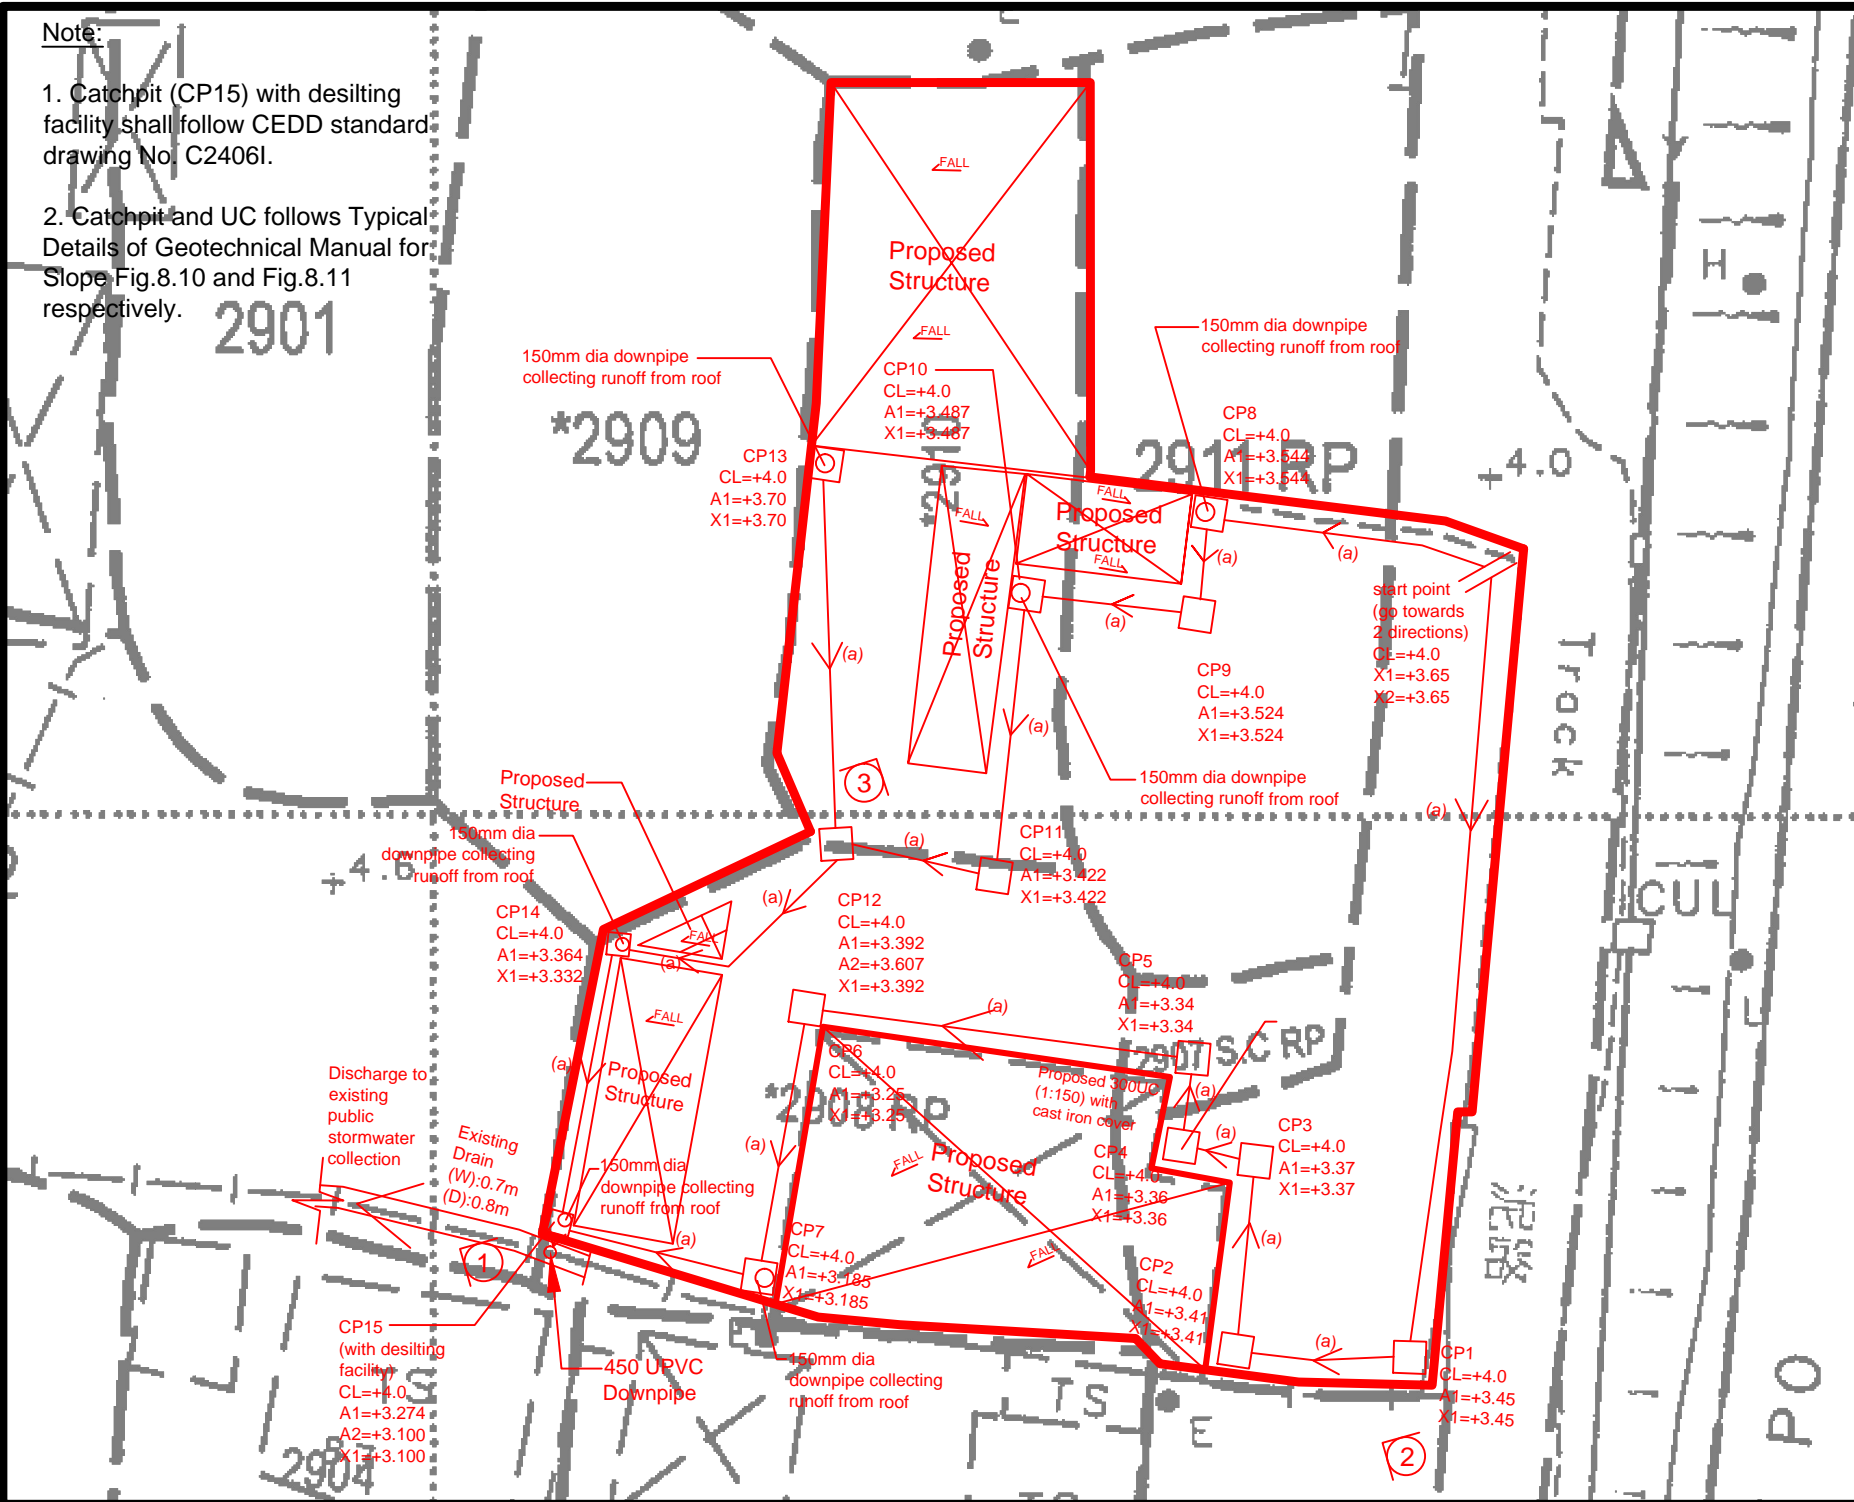 Note:
1. Catchpit (CP15) with desilting
facility shall follow CEDD standard
drawing No. C2406I.
2. Catchpit and UC follows Typical
Details of Geotechnical Manual for
Slope Fig.8.10 and Fig.8.11
respectively.
2901
*2909
*2910
2911 RP
+4.0
H
Track
CUL
PO
泥路
FALL
Proposed
Structure
FALL
150mm dia downpipe
collecting runoff from roof
150mm dia downpipe
collecting runoff from roof
CP10
CL=+4.0
A1=+3.487
X1=+3.487
CP8
CL=+4.0
A1=+3.544
X1=+3.544
CP13
CL=+4.0
A1=+3.70
X1=+3.70
FALL
Proposed
Structure
FALL
FALL
Proposed
Structure
(a)
(a)
(a)
start point
(go towards
2 directions)
CL=+4.0
X1=+3.65
X2=+3.65
(a)
(a)
CP9
CL=+4.0
A1=+3.524
X1=+3.524
3
150mm dia downpipe
collecting runoff from roof
(a)
Proposed
Structure
150mm dia
downpipe collecting
runoff from roof
+4.6
CP11
CL=+4.0
A1=+3.422
X1=+3.422
(a)
(a)
CP14
CL=+4.0
A1=+3.364
X1=+3.332
CP12
CL=+4.0
A1=+3.392
A2=+3.607
X1=+3.392
FALL
(a)
FALL
Proposed
Structure
(a)
CP5
CL=+4.0
A1=+3.34
X1=+3.34
(a)
2907 S.C RP
CP6
CL=+4.0
A1=+3.25
X1=+3.25
*2908 RP
Proposed 300UC
(1:150) with
cast iron cover
(a)
(a)
CP3
CL=+4.0
A1=+3.37
X1=+3.37
CP4
CL=+4.0
A1=+3.36
X1=+3.36
Discharge to
existing
public
stormwater
collection
Existing
Drain
(W):0.7m
(D):0.8m
(a)
150mm dia
downpipe collecting
runoff from roof
FALL
Proposed
Structure
FALL
(a)
CP7
CL=+4.0
A1=+3.185
X1=+3.185
(a)
CP2
CL=+4.0
A1=+3.41
X1=+3.41
1
CP15
(with desilting
facility)
CL=+4.0
A1=+3.274
A2=+3.100
X1=+3.100
450 UPVC
Downpipe
150mm dia
downpipe collecting
runoff from roof
(a)
CP1
CL=+4.0
A1=+3.45
X1=+3.45
2
TS
E
TS
2904